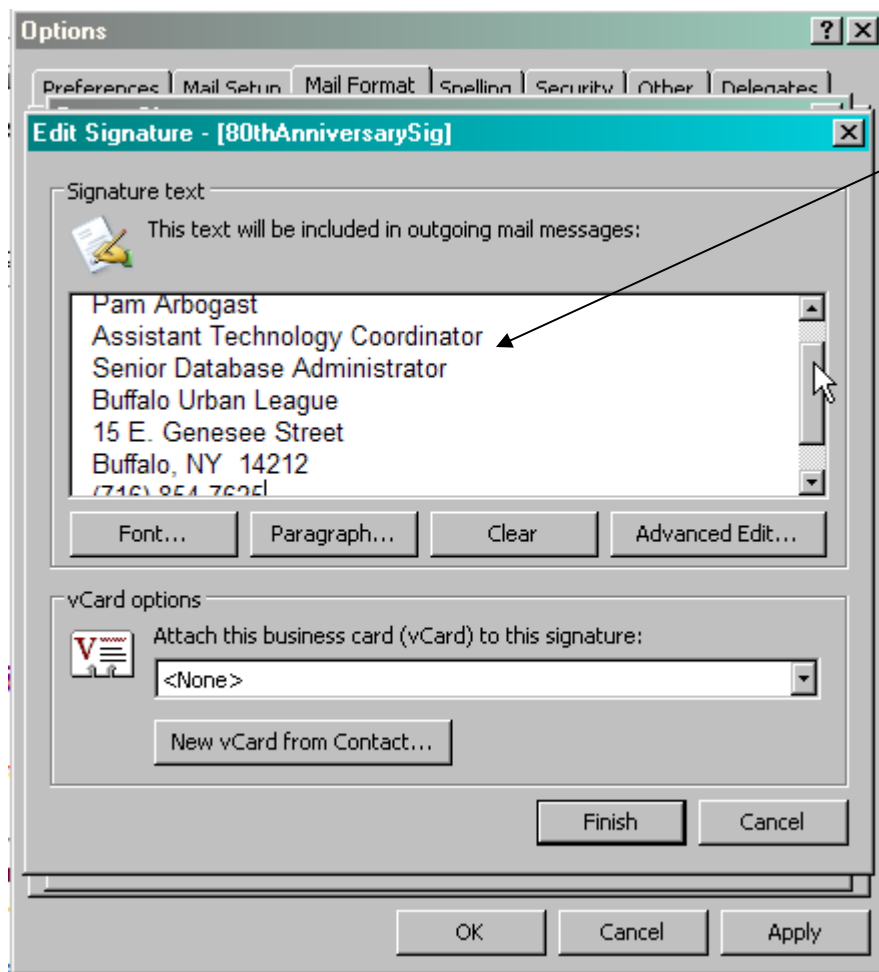 Options
Preferences Mail Setup Mail Format Spelling Security Other Delegates
Edit Signature - [80thAnniversarySig]
Signature text
This text will be included in outgoing mail messages:
Pam Arbogast
Assistant Technology Coordinator
Senior Database Administrator
Buffalo Urban League
15 E. Genesee Street
Buffalo, NY 14212
(716) 854-7625
Font... Paragraph... Clear Advanced Edit...
vCard options
Attach this business card (vCard) to this signature:
<None>
New vCard from Contact...
Finish Cancel
OK Cancel Apply